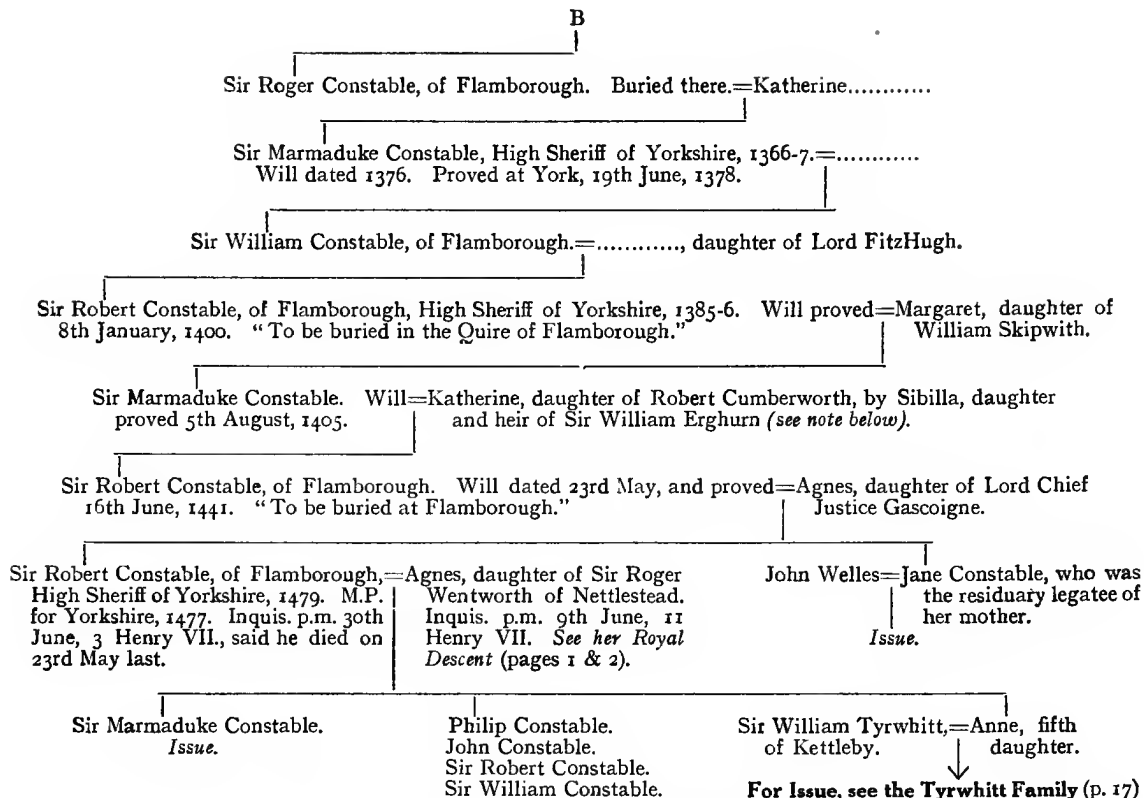 B
Sir Roger Constable, of Flamborough. Buried there.=Katherine............
Sir Marmaduke Constable, High Sheriff of Yorkshire, 1366-7.=............
Will dated 1376. Proved at York, 19th June, 1378.
Sir William Constable, of Flamborough.=............, daughter of Lord FitzHugh.
Sir Robert Constable, of Flamborough, High Sheriff of Yorkshire, 1385-6. Will proved=Margaret, daughter of
8th January, 1400. "To be buried in the Quire of Flamborough." William Skipwith.
Sir Marmaduke Constable. Will=Katherine, daughter of Robert Cumberworth, by Sibilla, daughter
proved 5th August, 1405. and heir of Sir William Erghurn (see note below).
Sir Robert Constable, of Flamborough. Will dated 23rd May, and proved=Agnes, daughter of Lord Chief
16th June, 1441. "To be buried at Flamborough." Justice Gascoigne.
Sir Robert Constable, of Flamborough,=Agnes, daughter of Sir Roger
High Sheriff of Yorkshire, 1479. M.P. Wentworth of Nettlestead.
for Yorkshire, 1477. Inquis. p.m. 30th Inquis. p.m. 9th June, 11
June, 3 Henry VII., said he died on Henry VII. See her Royal
23rd May last. Descent (pages 1 & 2).
John Welles=Jane Constable, who was
the residuary legatee of
her mother.
Issue.
Sir Marmaduke Constable.
Issue.
Philip Constable.
John Constable.
Sir Robert Constable.
Sir William Constable.
Sir William Tyrwhitt,=Anne, fifth
of Kettleby. daughter.
For Issue, see the Tyrwhitt Family (p. 17)